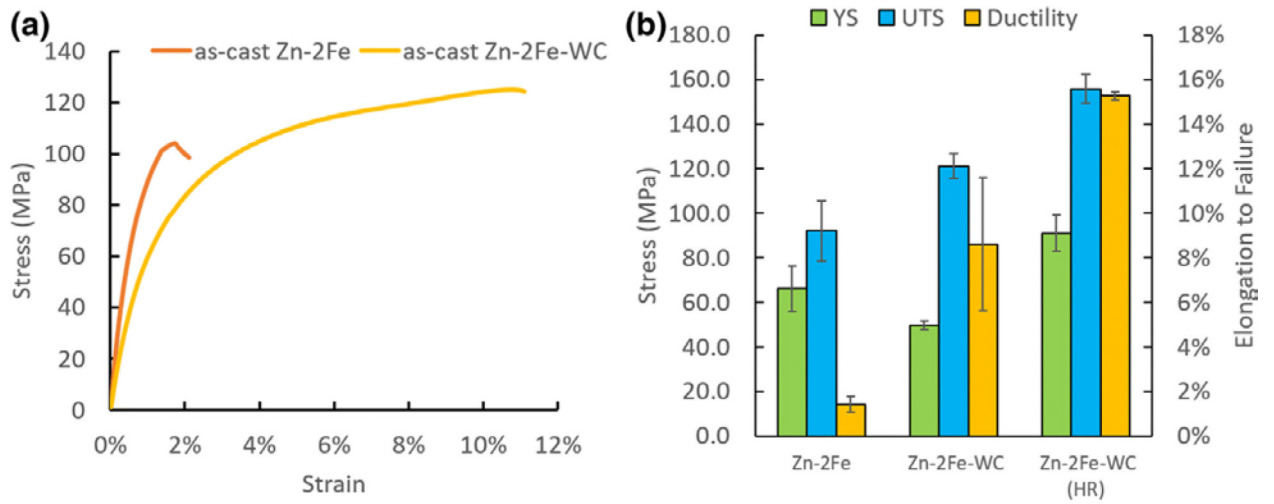 (a)
as-cast Zn-2Fe
as-cast Zn-2Fe-WC
140
120
100
80
60
40
20
0
Stress (MPa)
0% 2% 4% 6% 8% 10% 12%
Strain
(b)
YS UTS Ductility
180.0
160.0
140.0
120.0
100.0
80.0
60.0
40.0
20.0
0.0
Stress (MPa)
18%
16%
14%
12%
10%
8%
6%
4%
2%
0%
Elongation to Failure
Zn-2Fe Zn-2Fe-WC Zn-2Fe-WC
(HR)